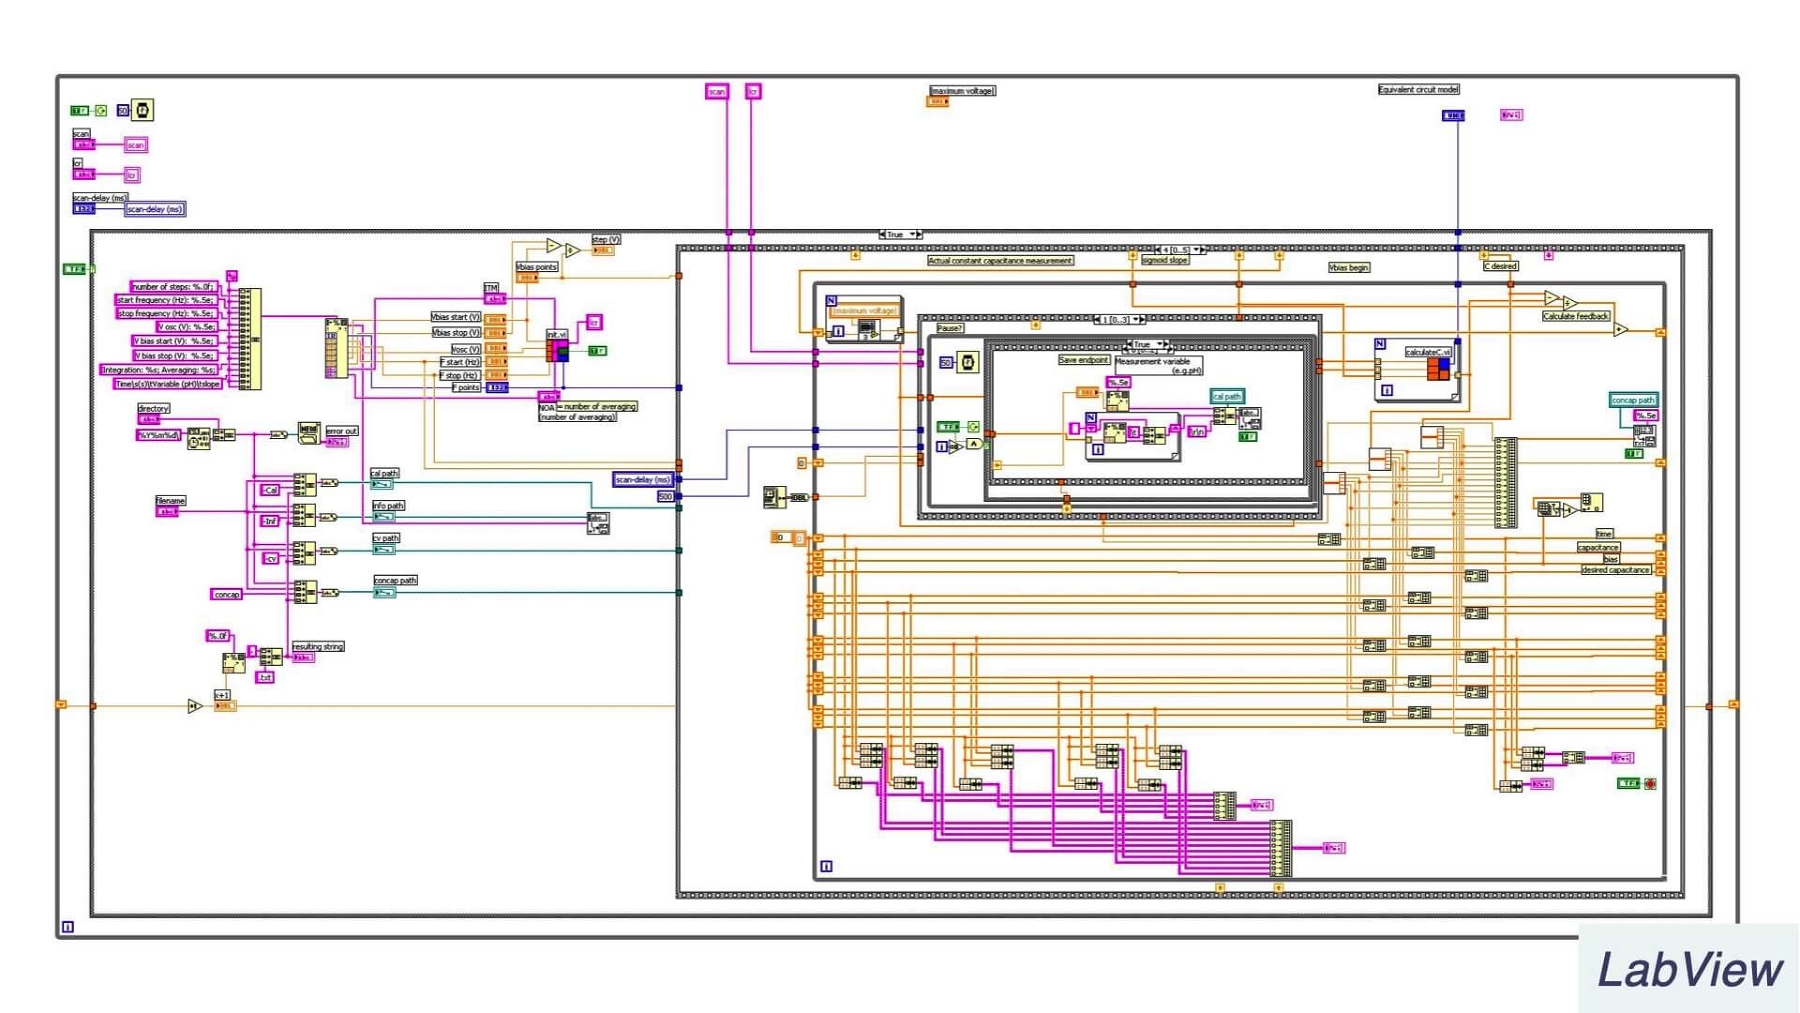 scan
lcr
|maximum voltage|
Equivalent circuit model
50
scan
scan
lcr
lcr
scan-delay (ms)
scan-delay (ms)
True
step (V)
4 [0..5]
Actual constant capacitance measurement
sigmoid slope
Vbias begin
C desired
Vbias points
number of steps: %.0f;
start frequency (Hz): %.5e;
stop frequency (Hz): %.5e;
V osc (V): %.5e;
V bias start (V): %.5e;
V bias stop (V): %.5e;
Integration: %s; Averaging: %s;
Time\s(s)\tVariable (pH)\tslope
ITM
Vbias start (V)
Vbias stop (V)
Vosc (V)
F start (Hz)
F stop (Hz)
F points
init.vi
lcr
NOA = number of averaging
(number of averaging)
N
|maximum voltage|
i
3
1 [0..3]
Pause?
50
True
Save endpoint
Measurement variable
(e.g.pH)
%.5e
cal path
N
i
\r\n
Calculate feedback
N
calculateC.vi
i
concap path
%.5e
directory
%Y%m%d\
error out
filename
-Cal
cal path
-Inf
info path
-cv
cv path
concap
concap path
scan-delay (ms)
500
0
time
capacitance
bias
desired capacitance
%.0f
resulting string
.txt
x+1
i
i
LabView